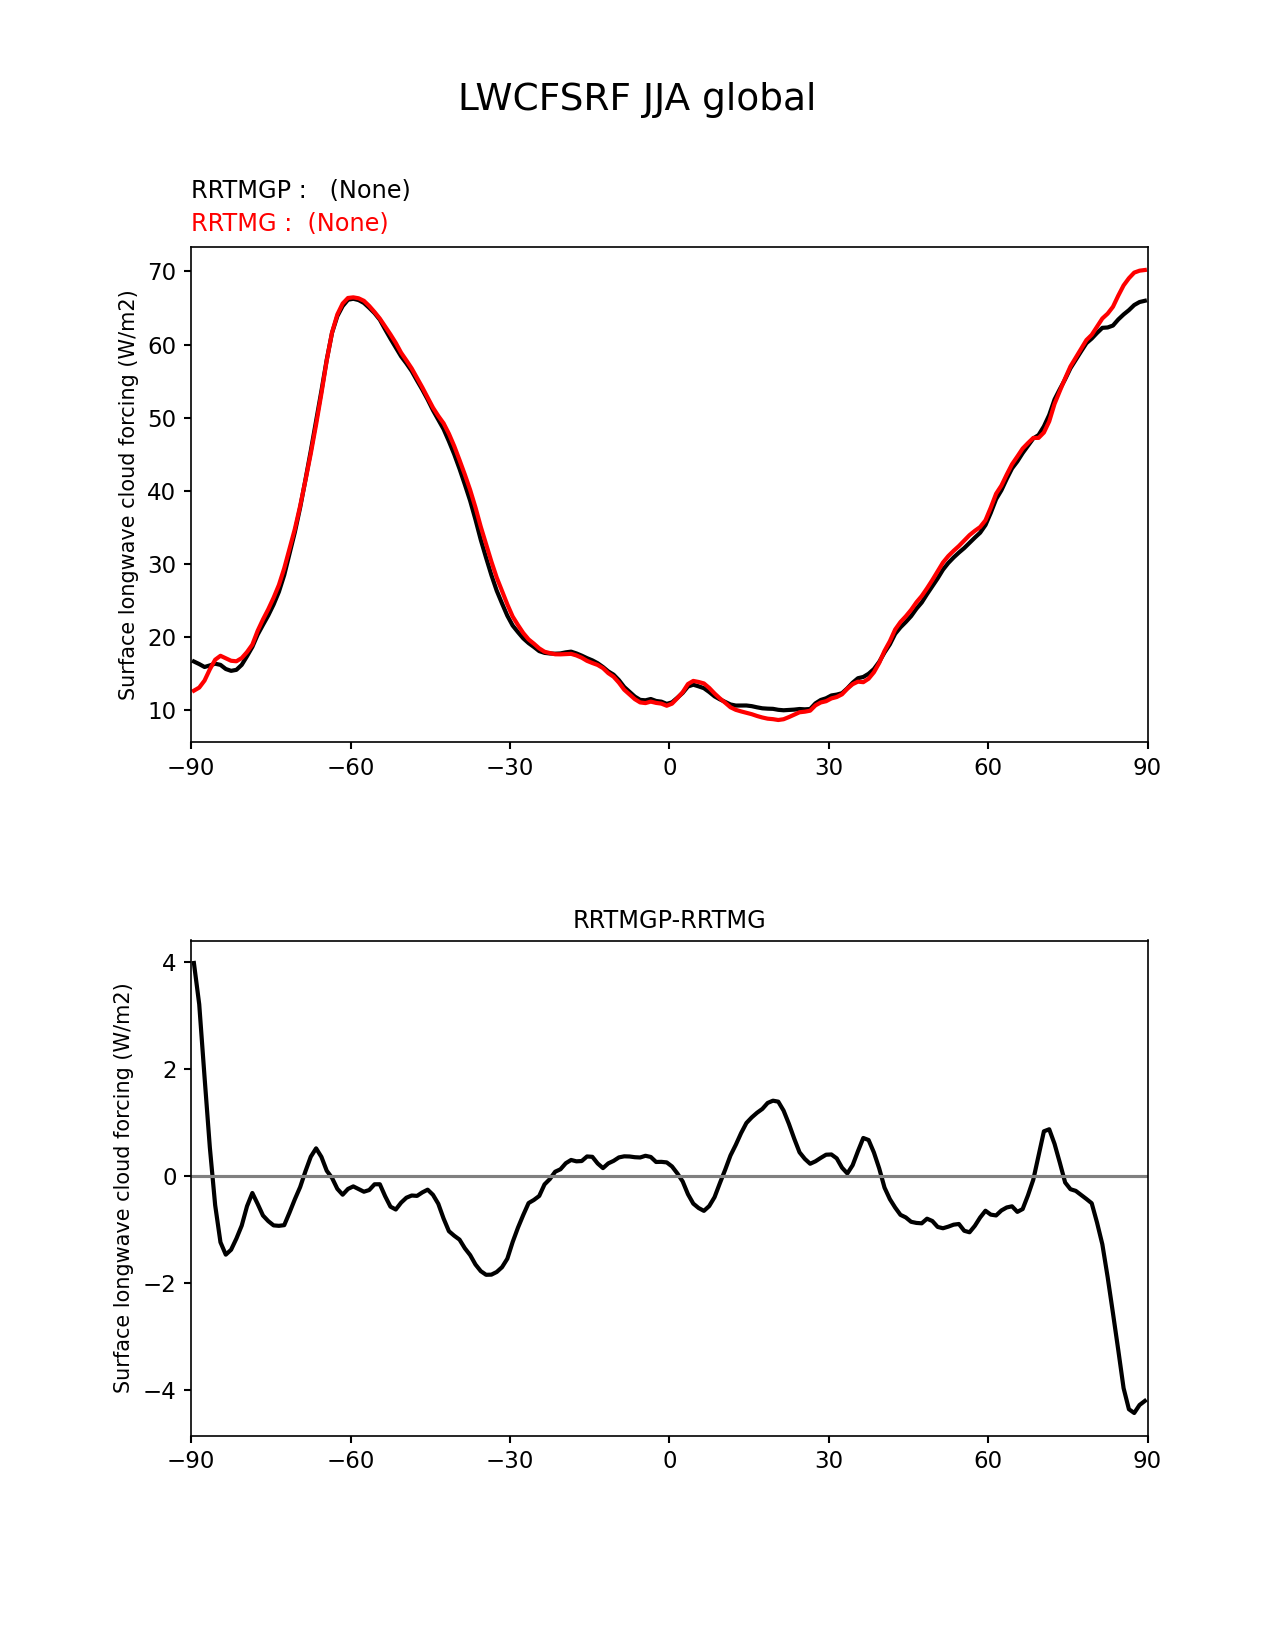 LWCFSRF JJA global
RRTMGP :   (None)
RRTMG :  (None)
Surface longwave cloud forcing (W/m2)
70
60
50
40
30
20
10
−90 −60 −30 0 30 60 90
RRTMGP-RRTMG
Surface longwave cloud forcing (W/m2)
4
2
0
−2
−4
−90 −60 −30 0 30 60 90